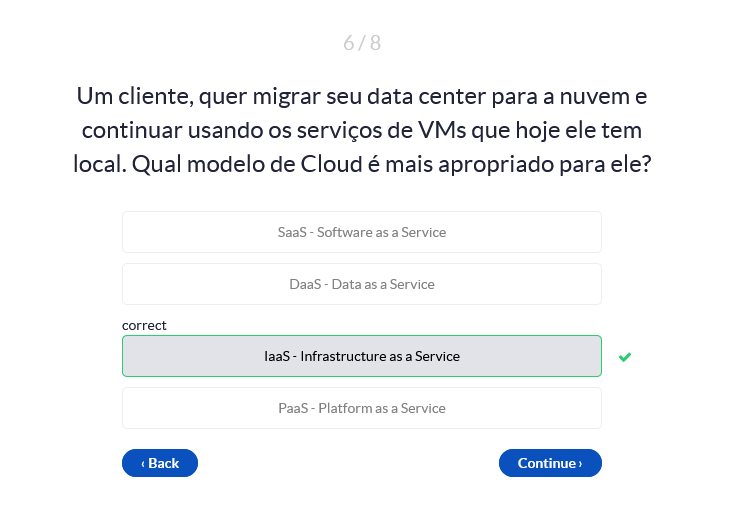 6 / 8
Um cliente, quer migrar seu data center para a nuvem e
continuar usando os serviços de VMs que hoje ele tem
local. Qual modelo de Cloud é mais apropriado para ele?
SaaS - Software as a Service
DaaS - Data as a Service
correct
IaaS - Infrastructure as a Service
PaaS - Platform as a Service
‹ Back
Continue ›